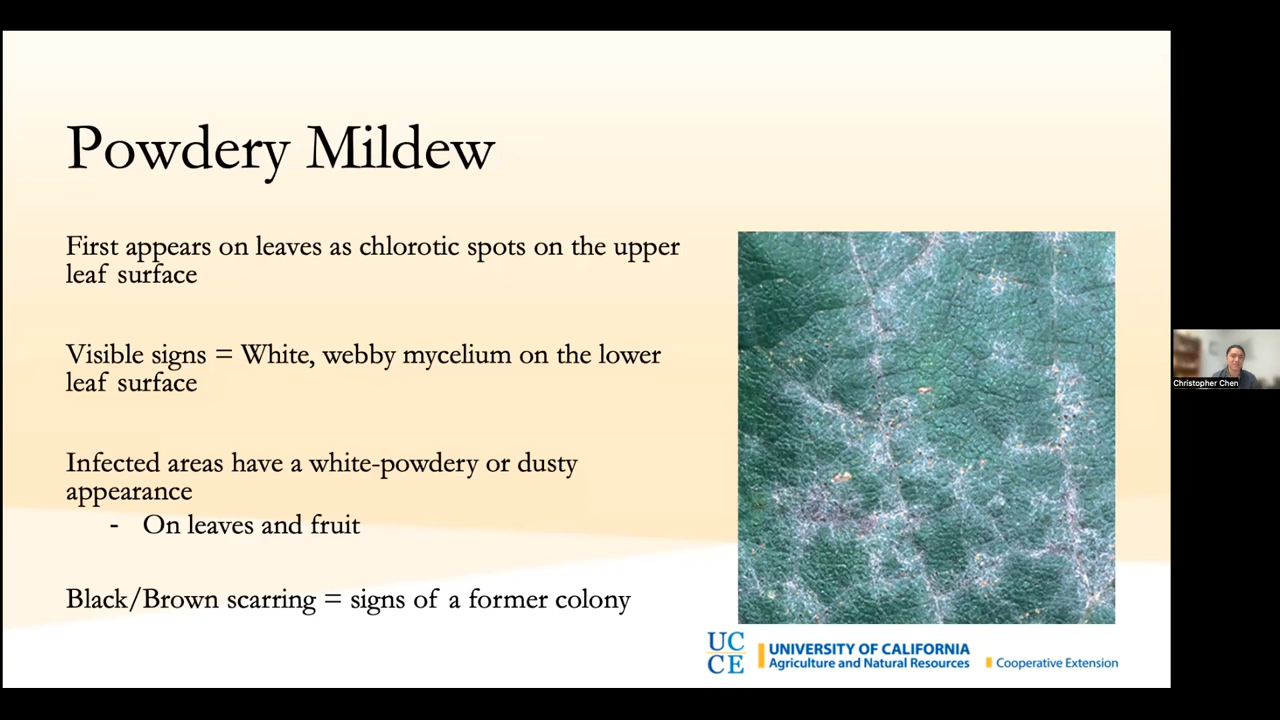 Powdery Mildew
First appears on leaves as chlorotic spots on the upper
leaf surface
Visible signs = White, webby mycelium on the lower
leaf surface
Infected areas have a white-powdery or dusty
appearance
- On leaves and fruit
Black/Brown scarring = signs of a former colony
UC
CE
UNIVERSITY OF CALIFORNIA
Agriculture and Natural Resources
Cooperative Extension
Christopher Chen